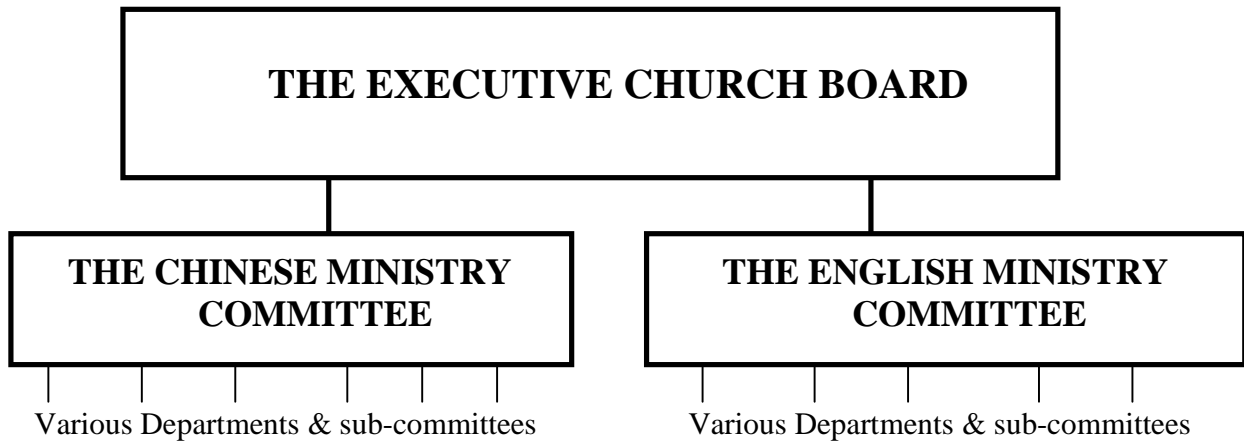 THE EXECUTIVE CHURCH BOARD
THE CHINESE MINISTRY
COMMITTEE
THE ENGLISH MINISTRY
COMMITTEE
Various Departments & sub-committees
Various Departments & sub-committees